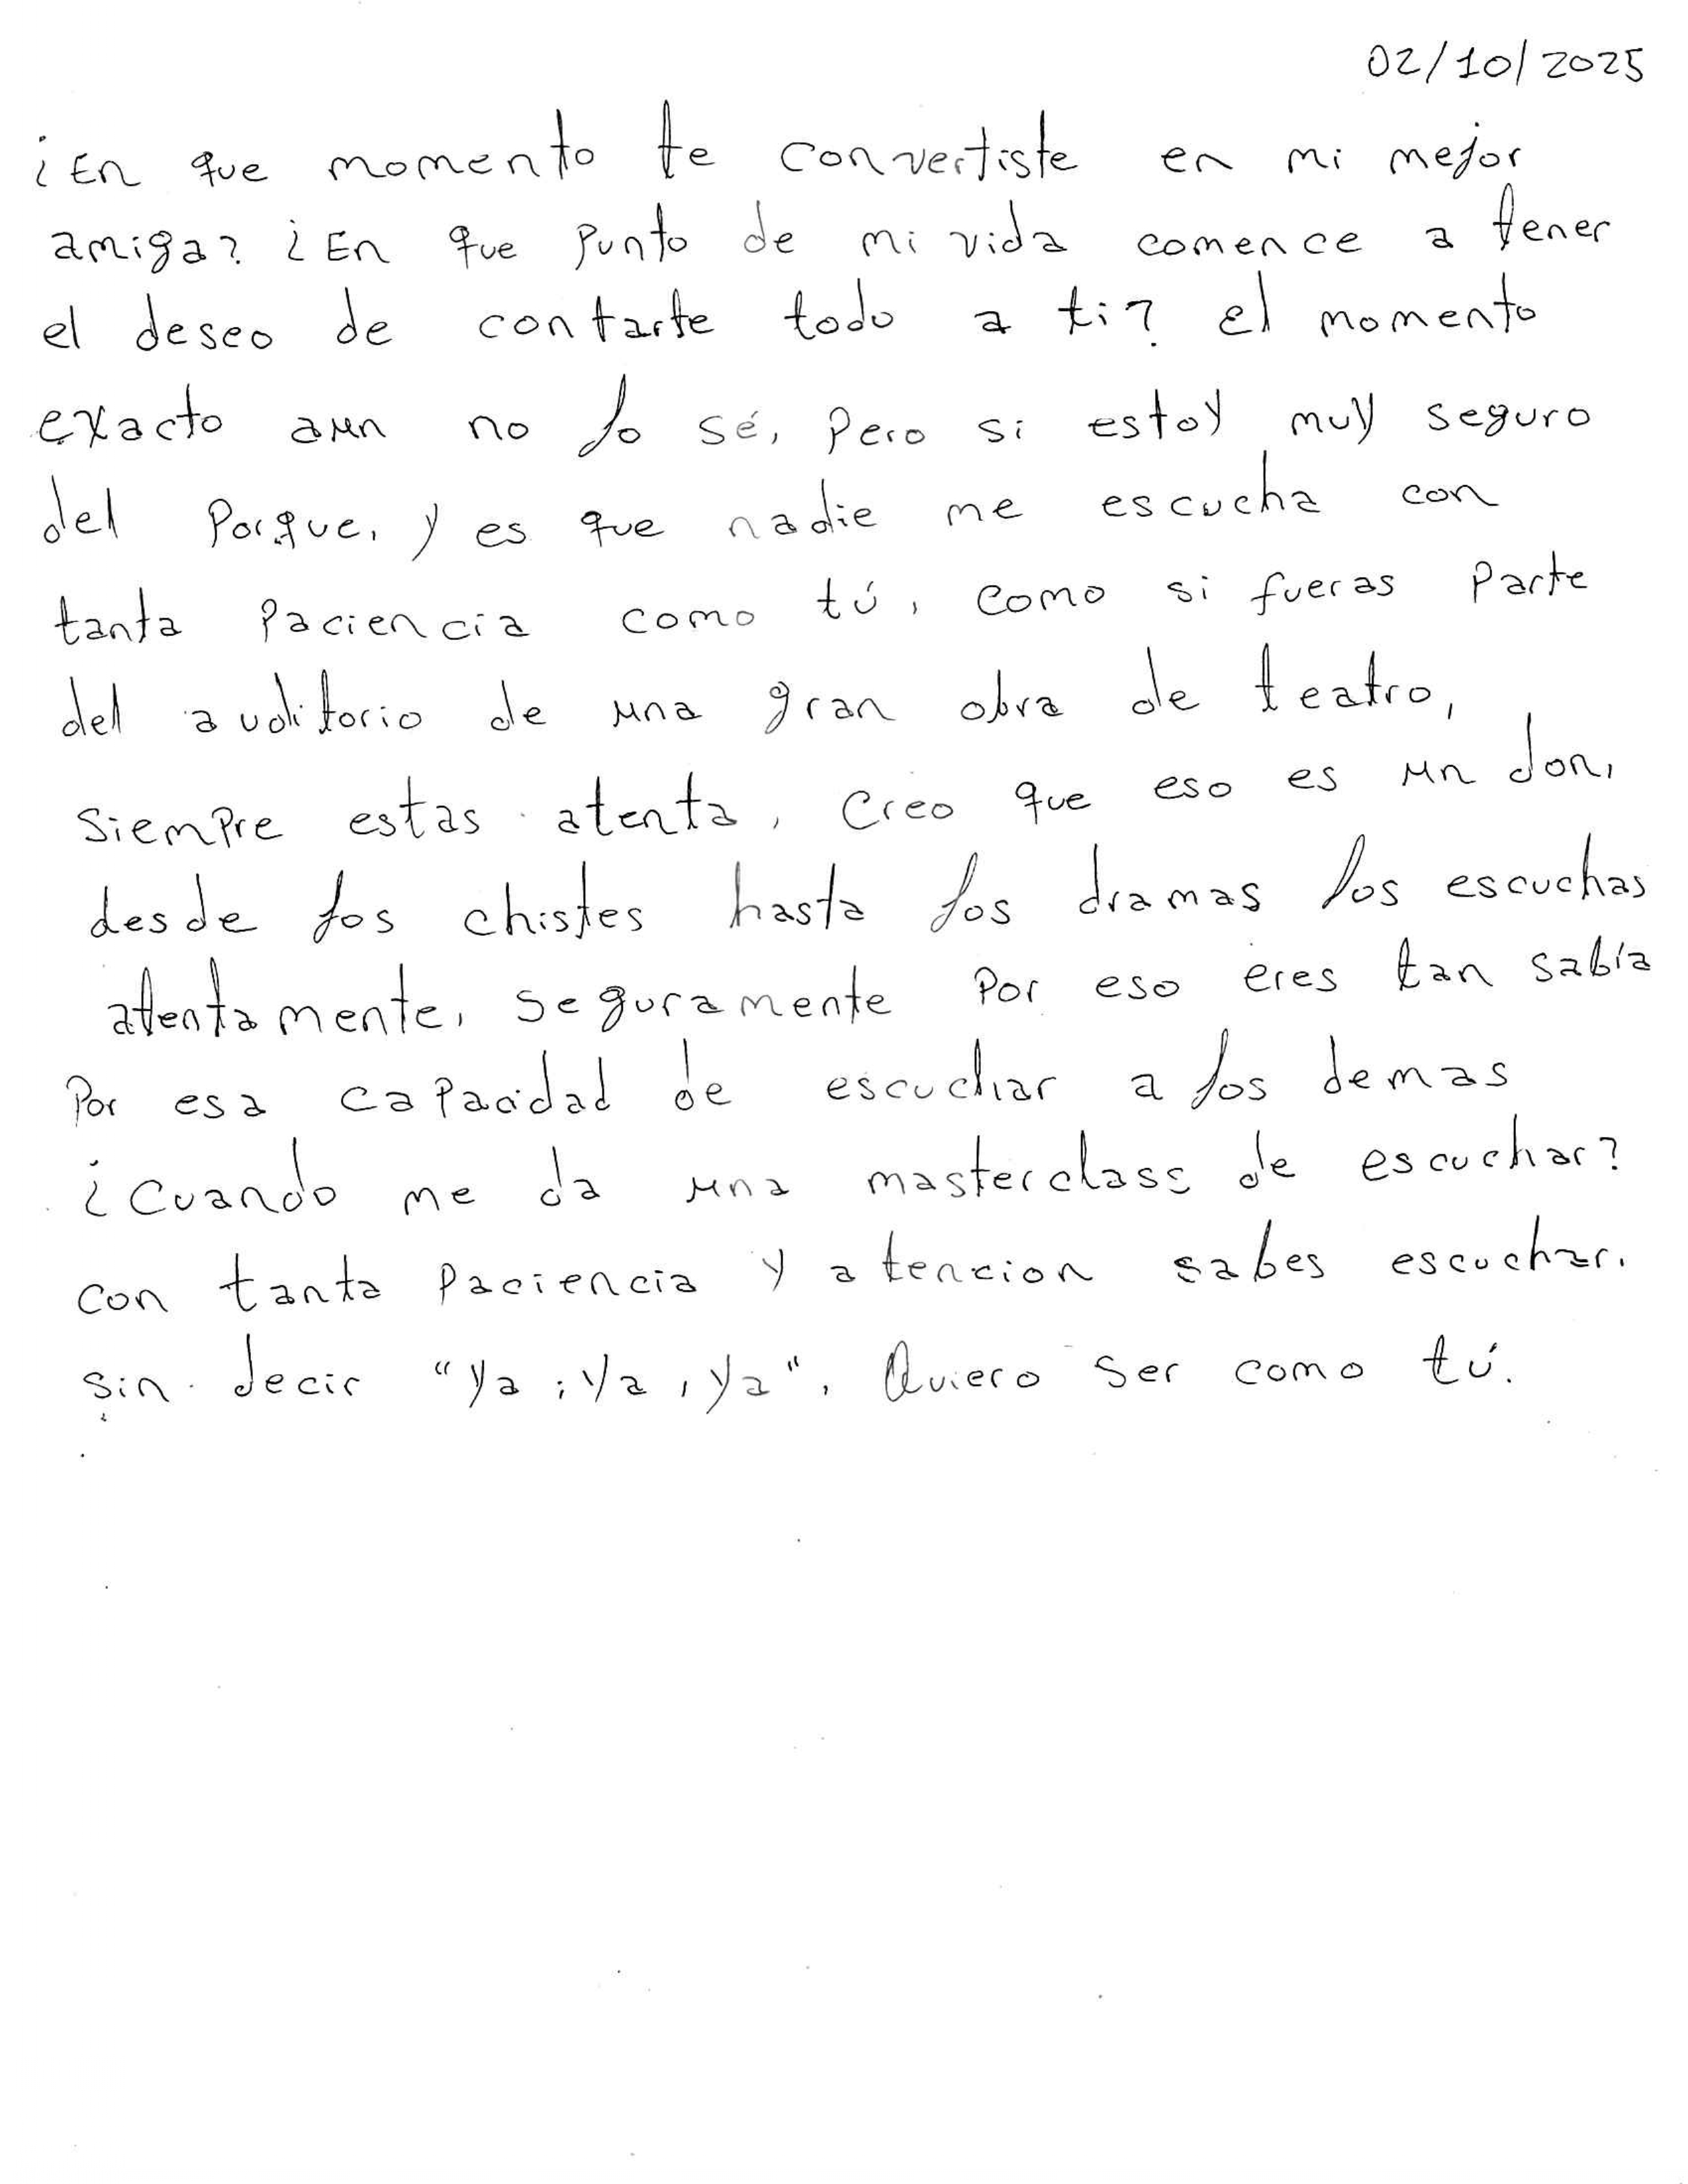 02/10/2025
¿En que momento te convertiste en mi mejor
amiga? ¿En que punto de mi vida comence a tener
el deseo de contarte todo a ti? el momento
exacto aun no lo sé, Pero si estoy muy seguro
del Porque, y es que nadie me escucha con
tanta Paciencia como tú, como si fueras Parte
del auditorio de una gran obra de teatro,
siempre estas atenta, Creo que eso es un don,
desde los chistes hasta los dramas los escuchas
atentamente, seguramente Por eso eres tan sabía
Por esa capacidad de escuchar a los demas
¿Cuando me da una masterclass de escuchar?
con tanta Paciencia y atencion sabes escuchar.
sin decir "ya, ya, ya", Quiero ser como tú.